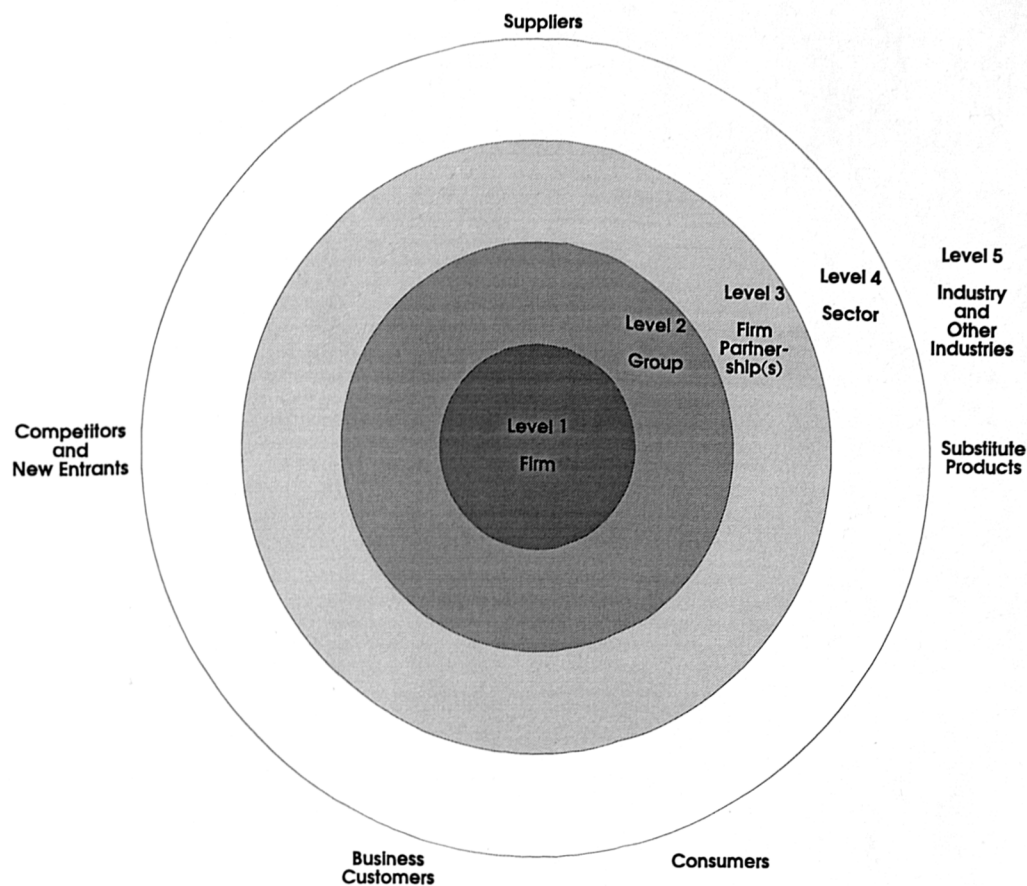 Suppliers
Level 5
Industry
and
Other
Industries
Level 4
Sector
Level 3
Firm
Partner-
ship(s)
Level 2
Group
Level 1
Firm
Competitors
and
New Entrants
Substitute
Products
Business
Customers
Consumers